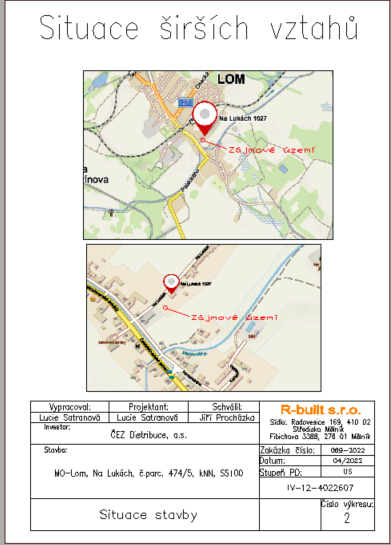 Situace širších vztahů
LOM
Na Lukách 1027
Zájmové území
Na Lukách 1027
Zájmové území
Vypracoval:
Projektant:
Schválil:
Lucie Satranová
Lucie Satranová
Jiří Procházka
R-built s.r.o.
Sídlo: Radovesice 169, 410 02
Středisko Mělník
Fibichova 3388, 276 01 Mělník
Investor:
ČEZ Distribuce, a.s.
Stavba:
MO-Lom, Na Lukách, č.parc. 474/5, kNN, SS100
Zakázka číslo:
069-2022
Datum:
04/2022
Stupeň PD:
US
IV-12-4022607
Situace stavby
Číslo výkresu:
2